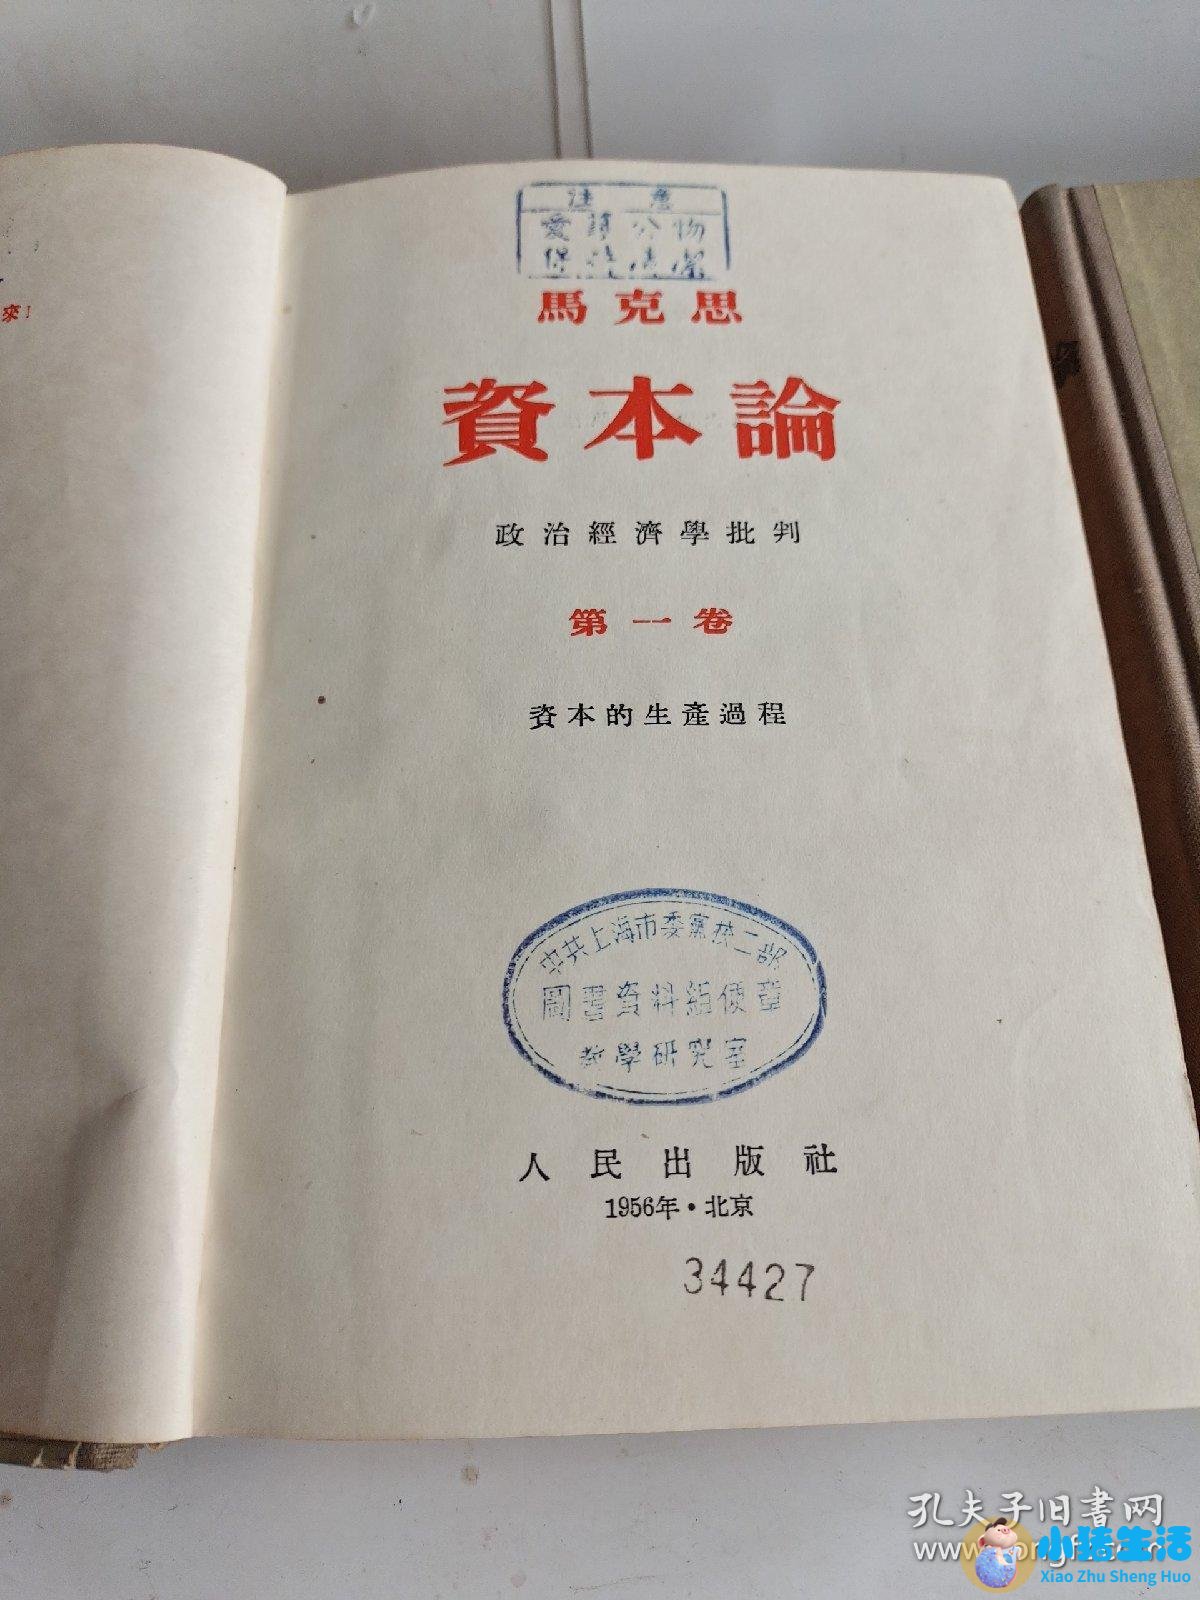 來!
注意
愛護公物
保持清潔
馬克思
資本論
政治經濟學批判
第一卷
資本的生產過程
中共上海市委黨校二部
圖書資料組便章
教學研究室
人民出版社
1956年·北京
34427
孔夫子旧書网
小猪生活
Xiao Zhu Sheng Huo